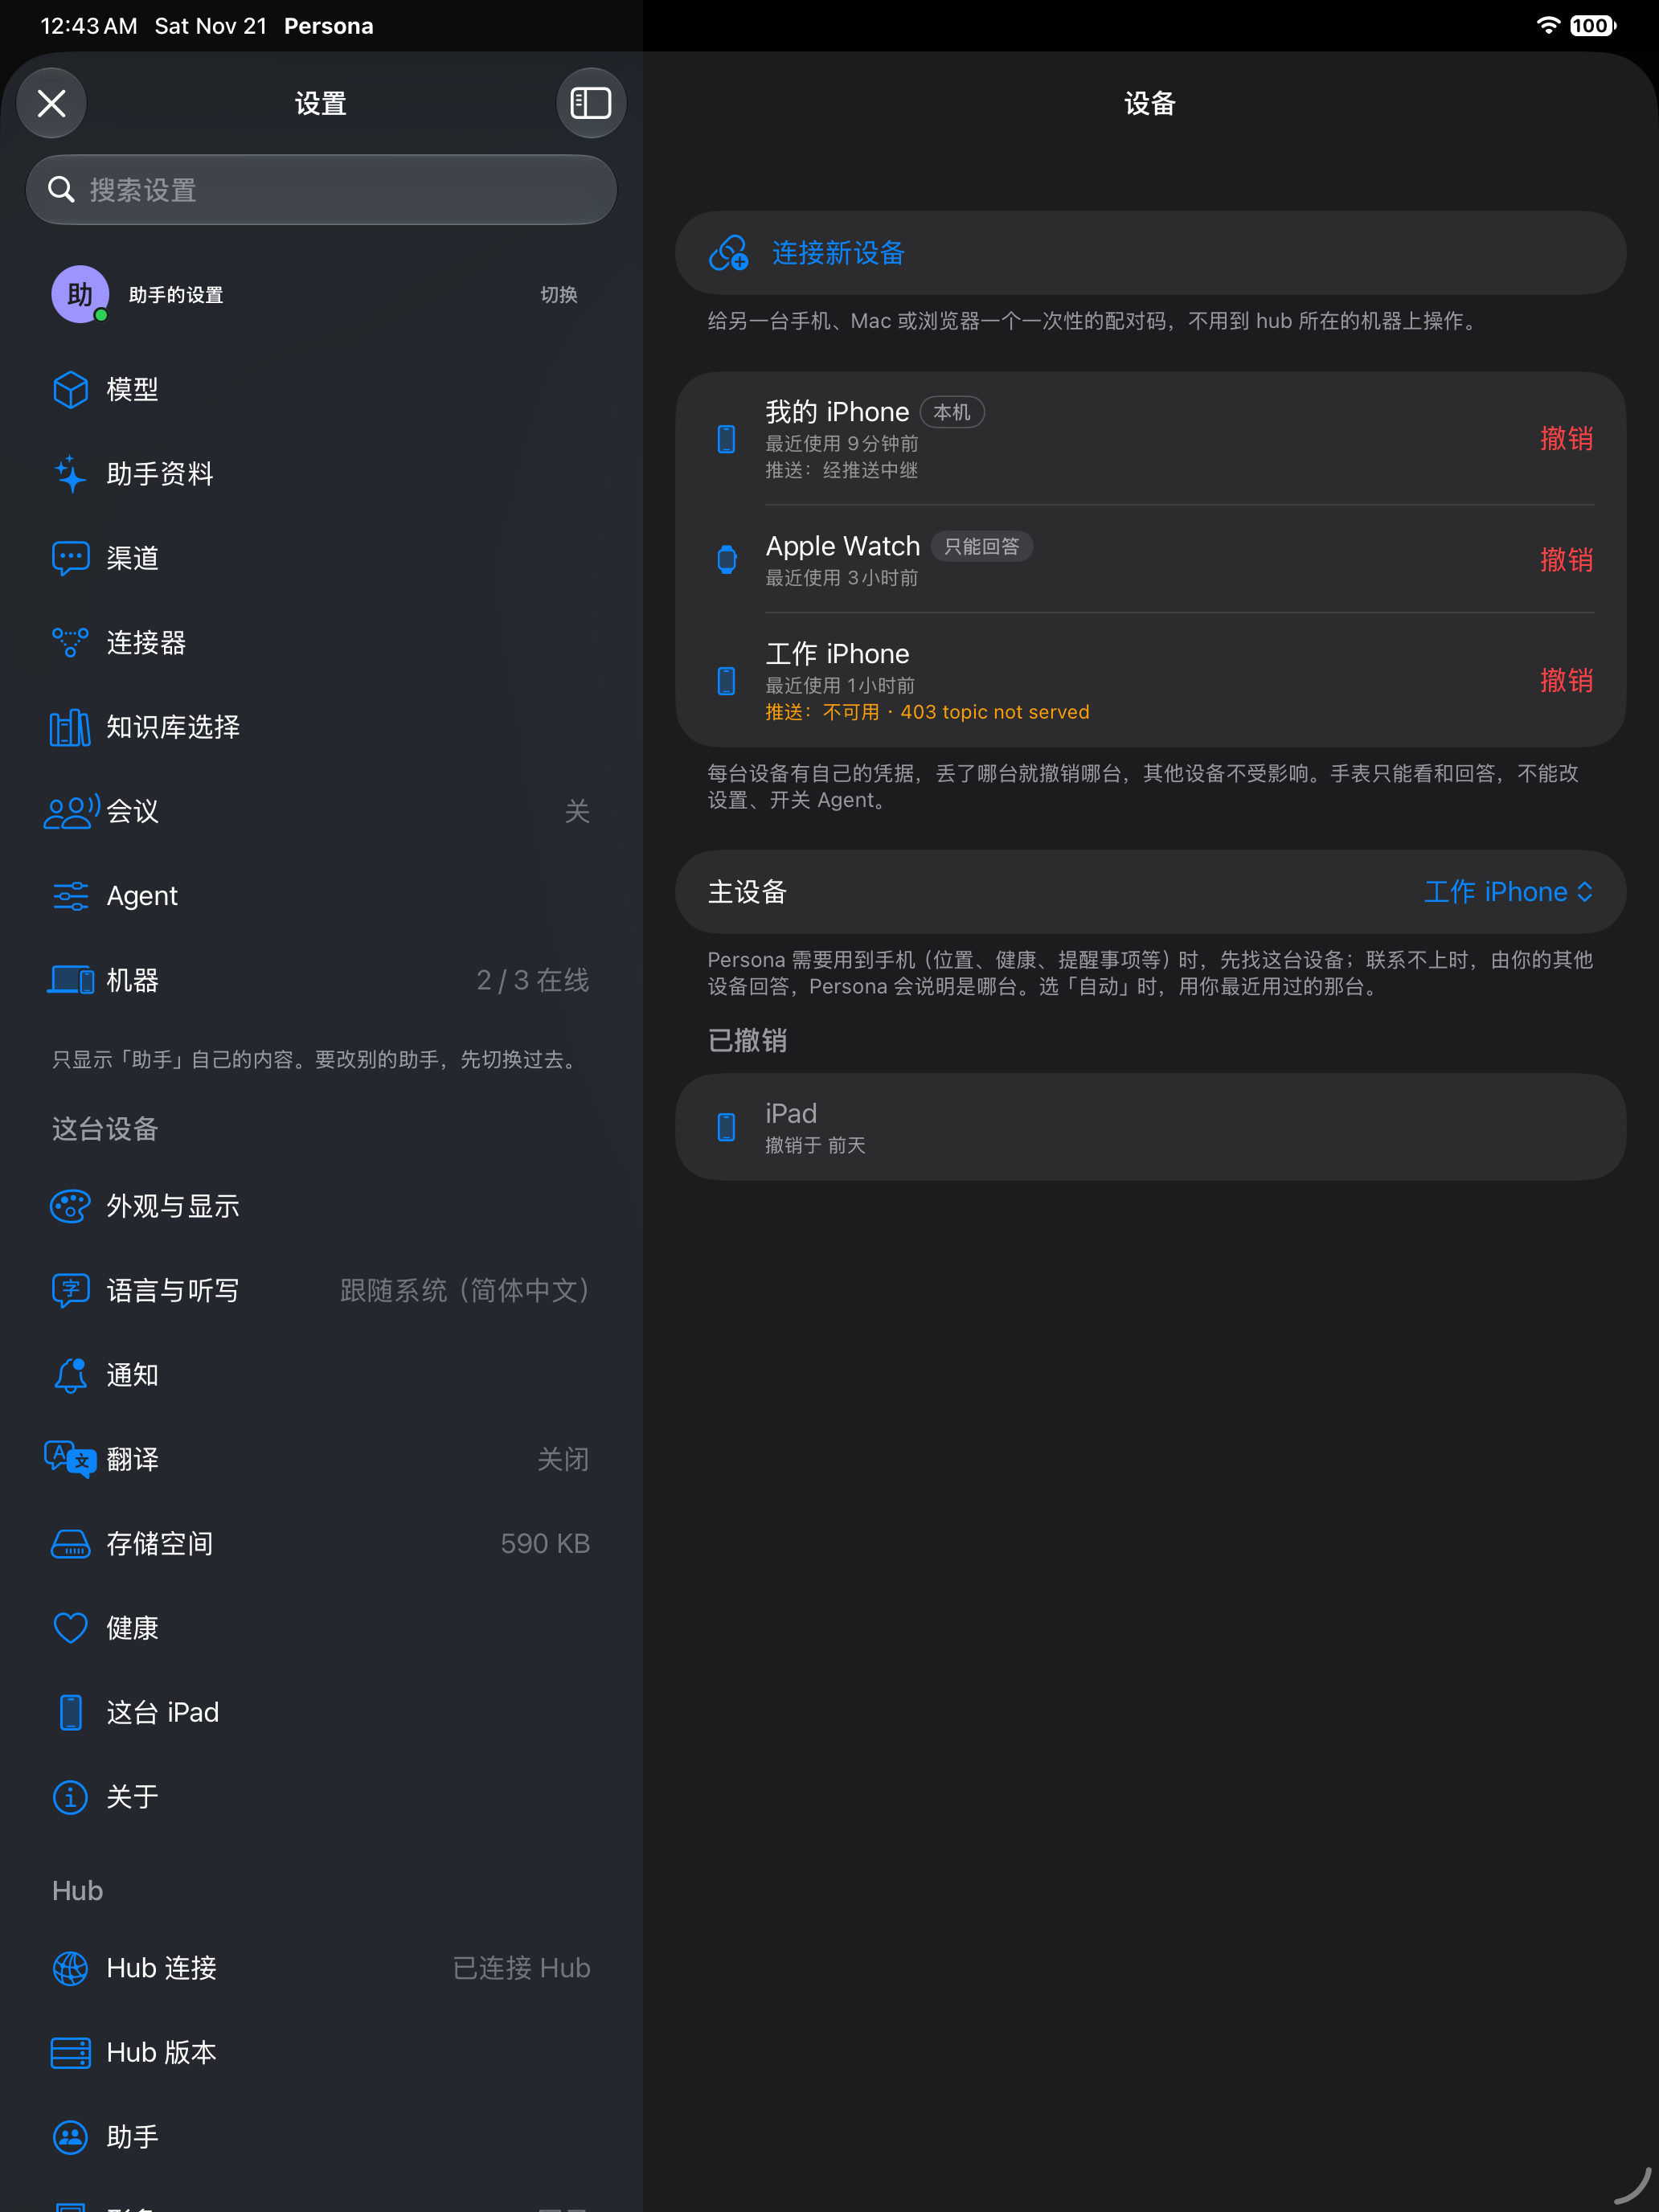 12:43 AM Sat Nov 21 Persona
100
设置
搜索设置
助 助手的设置 切换
模型
助手资料
渠道
连接器
知识库选择
会议 关
Agent
机器 2 / 3 在线
只显示「助手」自己的内容。要改别的助手，先切换过去。
这台设备
外观与显示
字 语言与听写 跟随系统（简体中文）
通知
A 文 翻译 关闭
存储空间 590 KB
健康
这台 iPad
关于
Hub
Hub 连接 已连接 Hub
Hub 版本
助手
设备
连接新设备
给另一台手机、Mac 或浏览器一个一次性的配对码，不用到 hub 所在的机器上操作。
我的 iPhone 本机
最近使用 9分钟前
推送：经推送中继
撤销
Apple Watch 只能回答
最近使用 3小时前
撤销
工作 iPhone
最近使用 1小时前
推送：不可用 · 403 topic not served
撤销
每台设备有自己的凭据，丢了哪台就撤销哪台，其他设备不受影响。手表只能看和回答，不能改
设置、开关 Agent。
主设备 工作 iPhone
Persona 需要用到手机（位置、健康、提醒事项等）时，先找这台设备；联系不上时，由你的其他
设备回答，Persona 会说明是哪台。选「自动」时，用你最近用过的那台。
已撤销
iPad
撤销于 前天